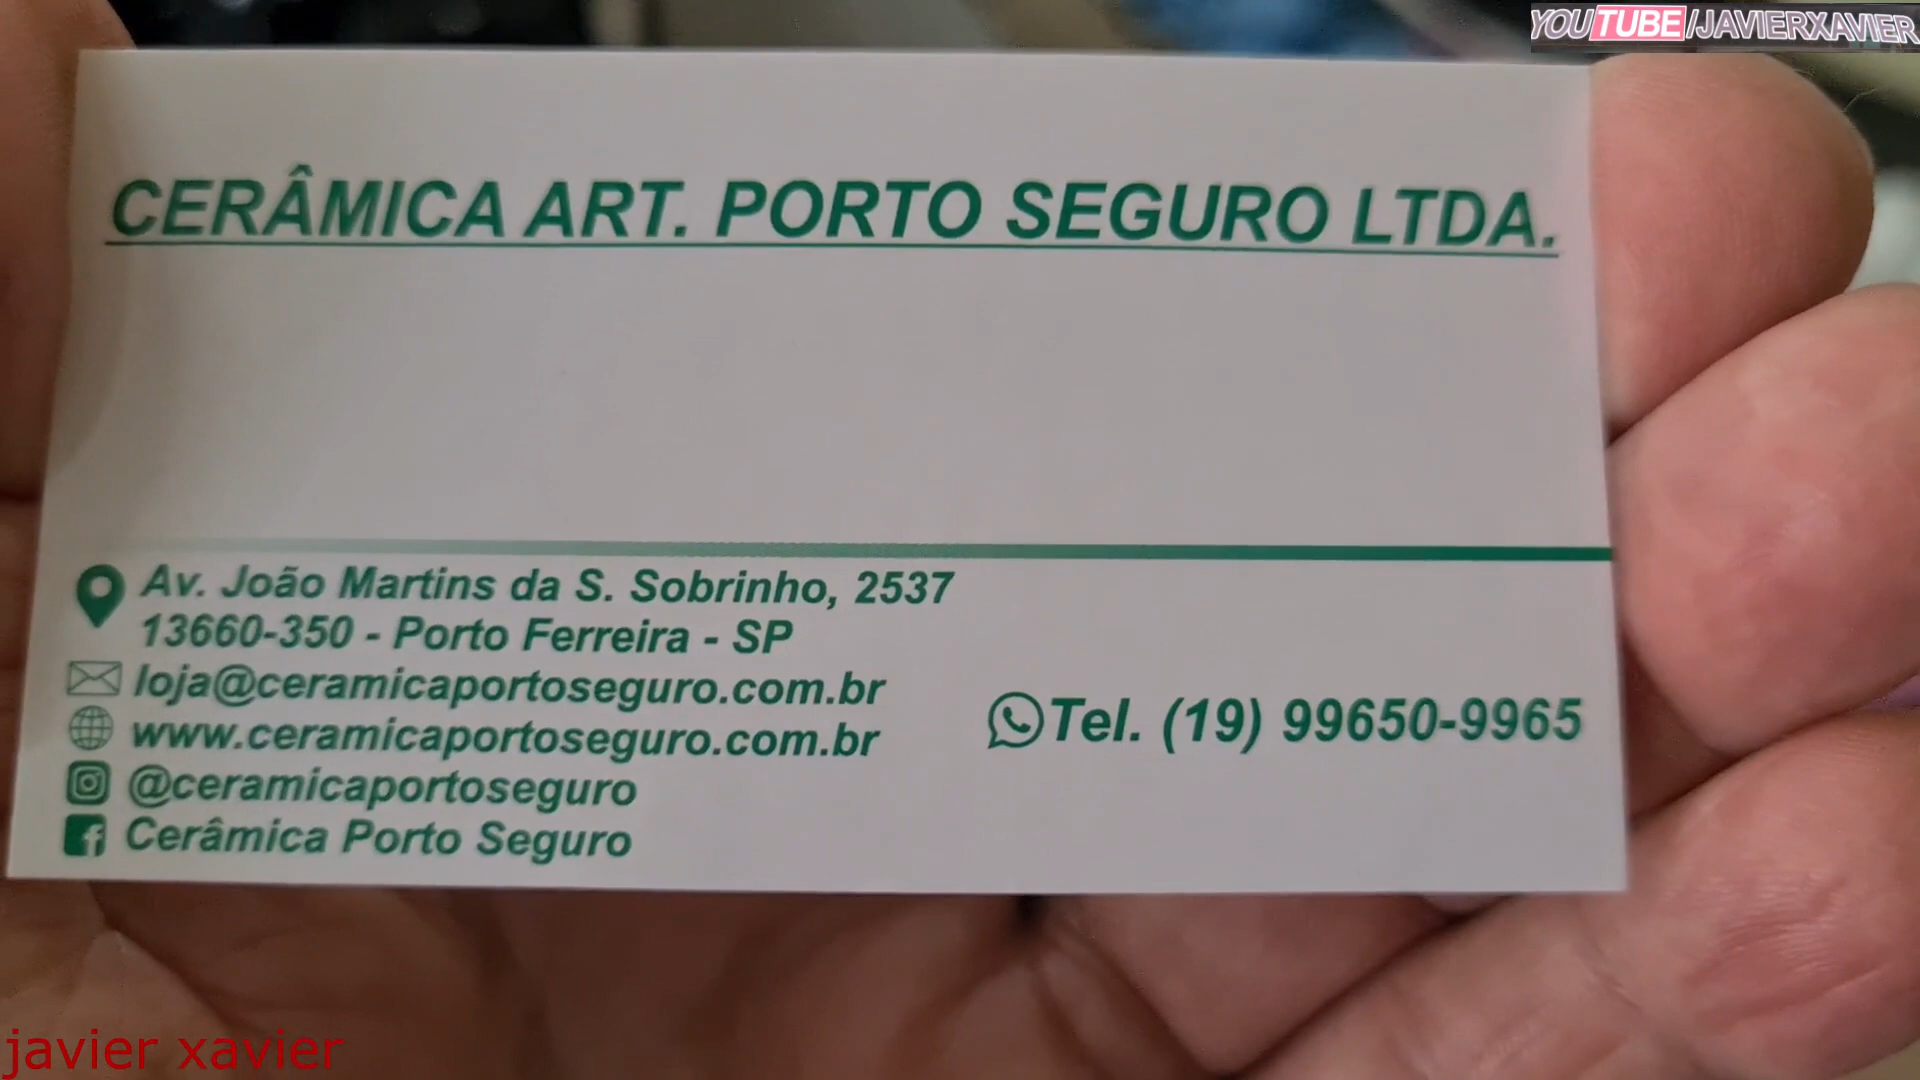 YOUTUBE/JAVIERXAVIER
CERÂMICA ART. PORTO SEGURO LTDA.
Av. João Martins da S. Sobrinho, 2537
13660-350 - Porto Ferreira - SP
loja@ceramicaportoseguro.com.br
www.ceramicaportoseguro.com.br
Tel. (19) 99650-9965
@ceramicaportoseguro
Cerâmica Porto Seguro
javier xavier